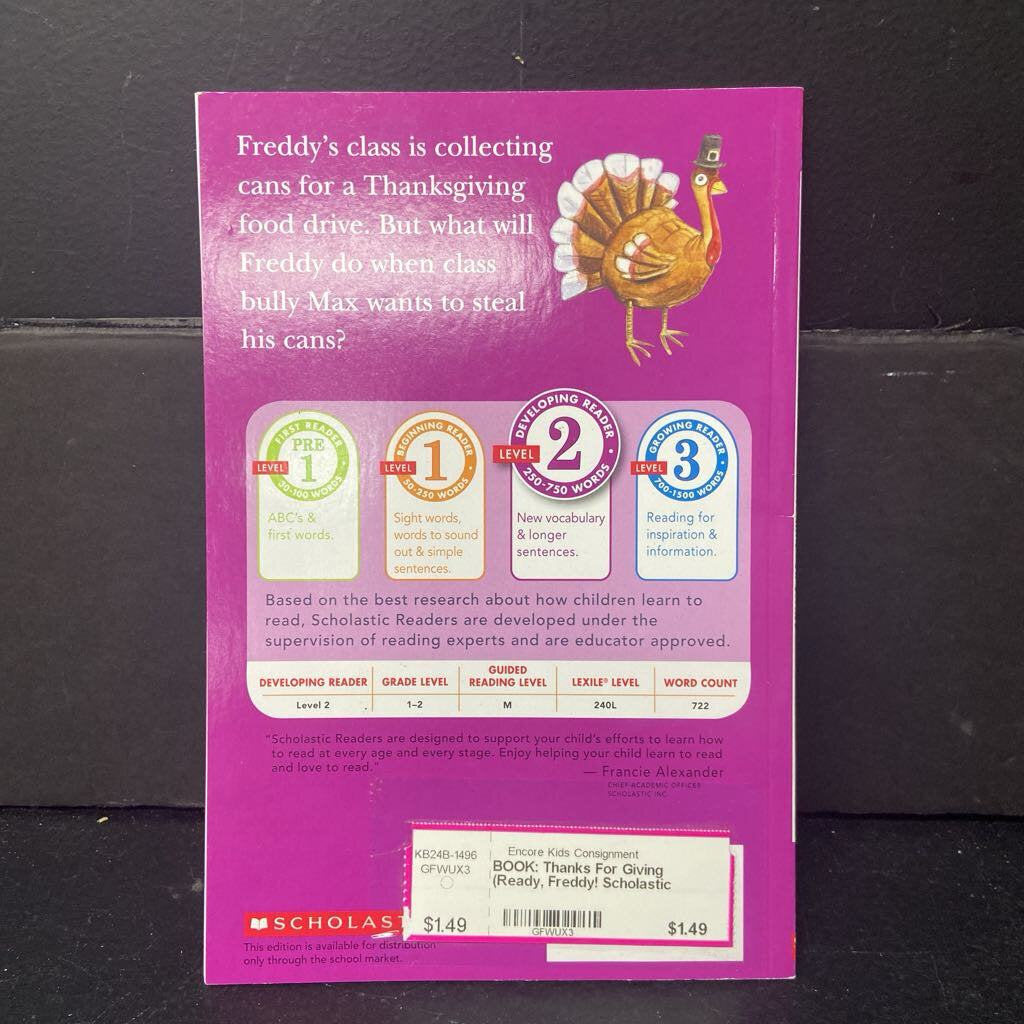 Freddy's class is collecting
cans for a Thanksgiving
food drive. But what will
Freddy do when class
bully Max wants to steal
his cans?
FIRST READER
PRE
LEVEL 1
30-100 WORDS
ABC's &
first words.
BEGINNING READER
LEVEL 1
50-250 WORDS
Sight words,
words to sound
out & simple
sentences.
DEVELOPING READER
LEVEL 2
250-750 WORDS
New vocabulary
& longer
sentences.
GROWING READER
LEVEL 3
700-1500 WORDS
Reading for
inspiration &
information.
Based on the best research about how children learn to
read, Scholastic Readers are developed under the
supervision of reading experts and are educator approved.
DEVELOPING READER GRADE LEVEL GUIDED READING LEVEL LEXILE® LEVEL WORD COUNT
Level 2 1–2 M 240L 722
"Scholastic Readers are designed to support your child's efforts to learn how
to read at every age and every stage. Enjoy helping your child learn to read
and love to read."
— Francie Alexander
CHIEF ACADEMIC OFFICER
SCHOLASTIC INC.
KB24B-1496
GFWUX3
$1.49
Encore Kids Consignment
BOOK: Thanks For Giving
(Ready, Freddy! Scholastic
GFWUX3
$1.49
SCHOLAST
This edition is available for distribution
only through the school market.